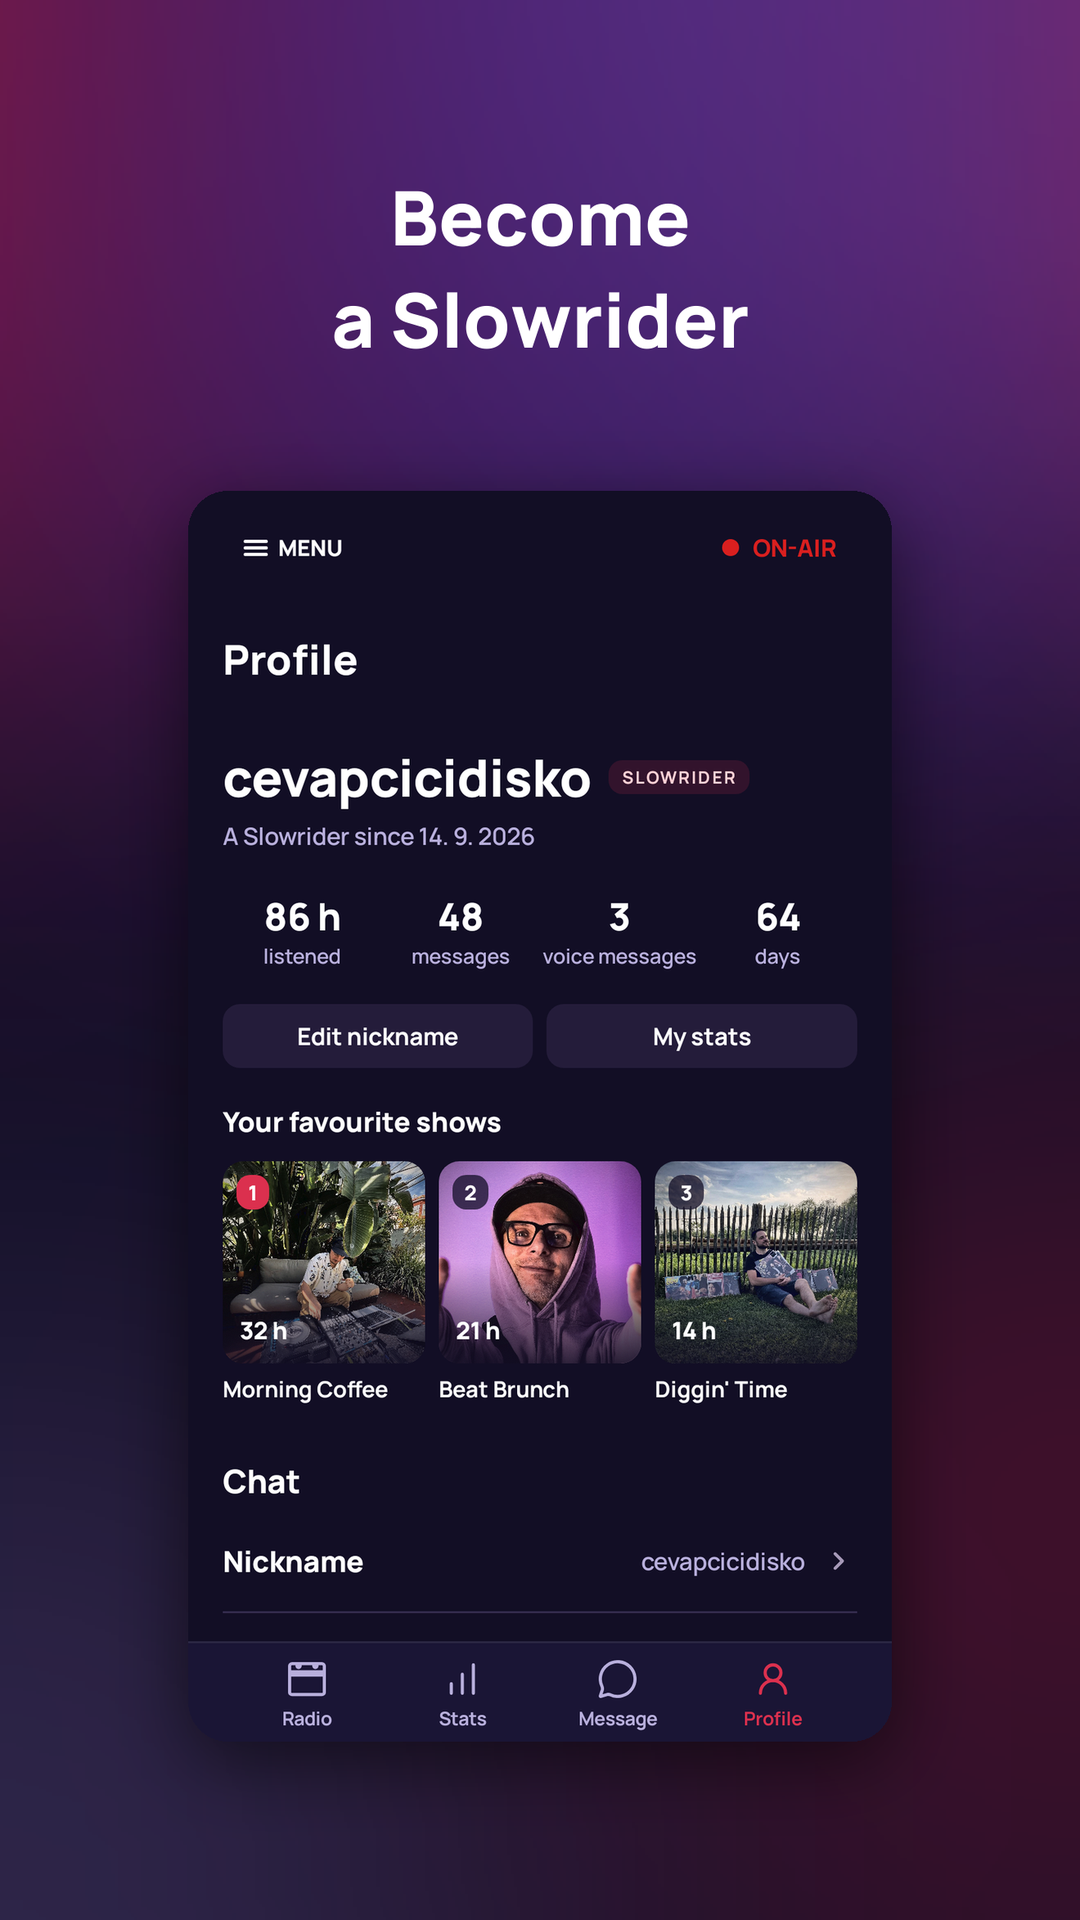 Become
a Slowrider
MENU
ON-AIR
Profile
cevapcicidisko
SLOWRIDER
A Slowrider since 14. 9. 2026
86 h
48
3
64
listened
messages
voice messages
days
Edit nickname
My stats
Your favourite shows
1
2
3
32 h
21 h
14 h
Morning Coffee
Beat Brunch
Diggin' Time
Chat
Nickname
cevapcicidisko
Radio
Stats
Message
Profile